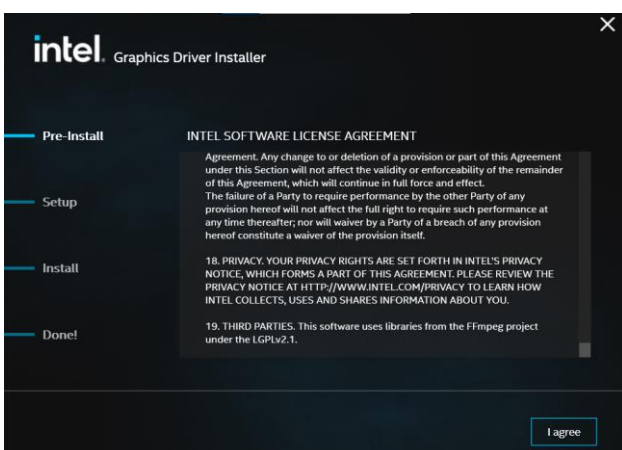 intel. Graphics Driver Installer
Pre-Install
Setup
Install
Done!
INTEL SOFTWARE LICENSE AGREEMENT
Agreement. Any change to or deletion of a provision or part of this Agreement
under this Section will not affect the validity or enforceability of the remainder
of this Agreement, which will continue in full force and effect.
The failure of a Party to require performance by the other Party of any
provision hereof will not affect the full right to require such performance at
any time thereafter; nor will waiver by a Party of a breach of any provision
hereof constitute a waiver of the provision itself.
18. PRIVACY. YOUR PRIVACY RIGHTS ARE SET FORTH IN INTEL'S PRIVACY
NOTICE, WHICH FORMS A PART OF THIS AGREEMENT. PLEASE REVIEW THE
PRIVACY NOTICE AT HTTP://WWW.INTEL.COM/PRIVACY TO LEARN HOW
INTEL COLLECTS, USES AND SHARES INFORMATION ABOUT YOU.
19. THIRD PARTIES. This software uses libraries from the FFmpeg project
under the LGPLv2.1.
I agree